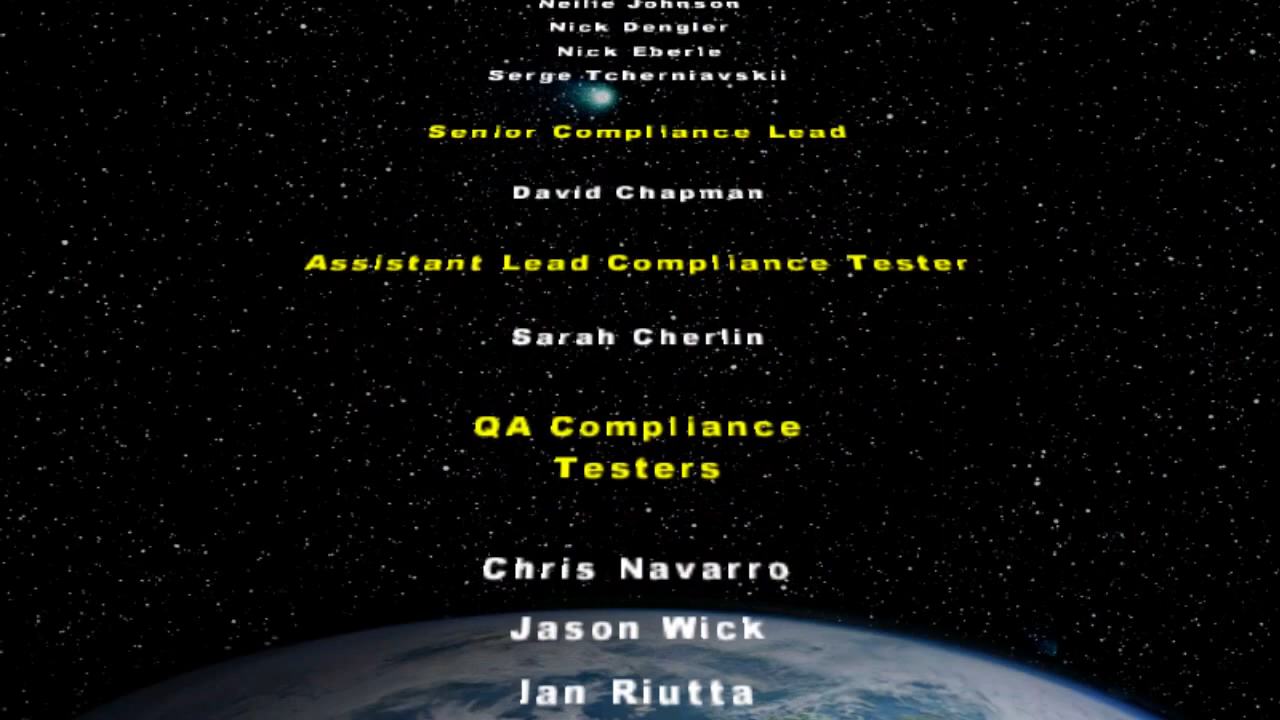 Nellie Johnson
Nick Dengler
Nick Eberle
Serge Tcherniavskii
Senior Compliance Lead
David Chapman
Assistant Lead Compliance Tester
Sarah Cherlin
QA Compliance
Testers
Chris Navarro
Jason Wick
Ian Riutta